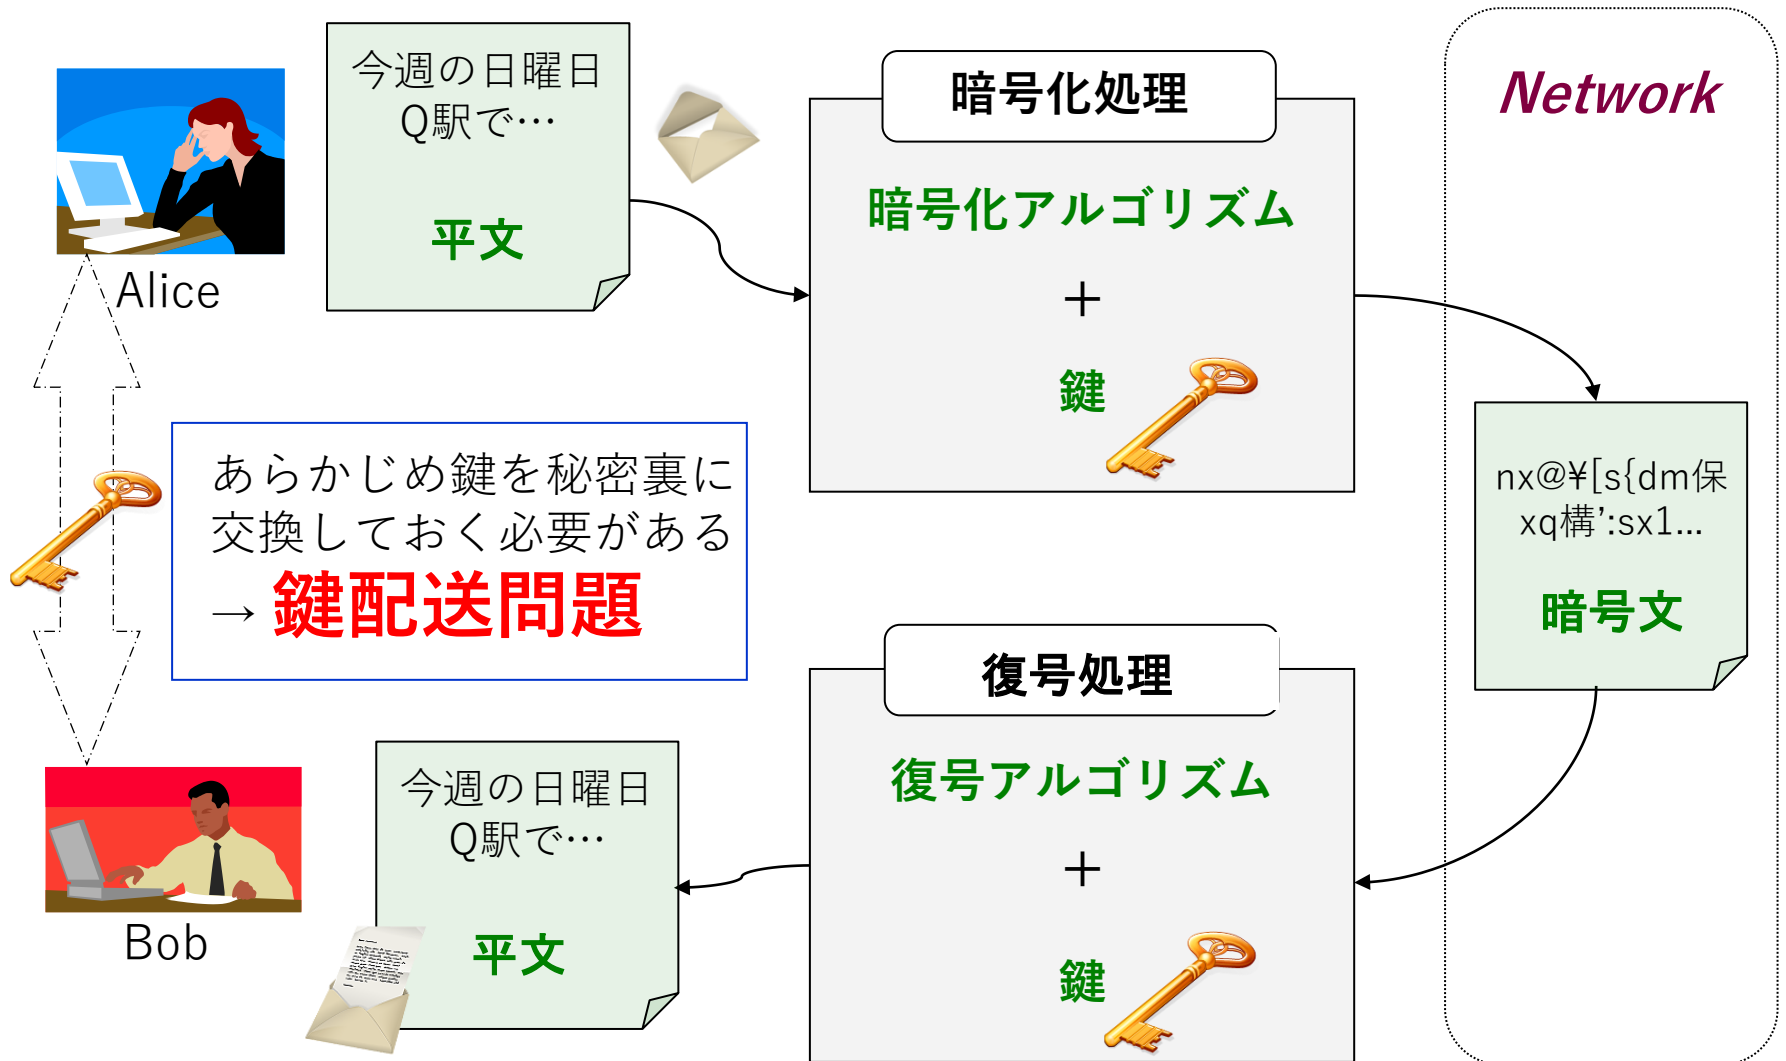 今週の日曜日
Q駅で…
平文
Alice
暗号化処理
暗号化アルゴリズム
＋
鍵
Network
nx@¥[s{dm保
xq構’:sx1…
暗号文
あらかじめ鍵を秘密裏に
交換しておく必要がある
→ 鍵配送問題
復号処理
復号アルゴリズム
＋
鍵
今週の日曜日
Q駅で…
平文
Bob